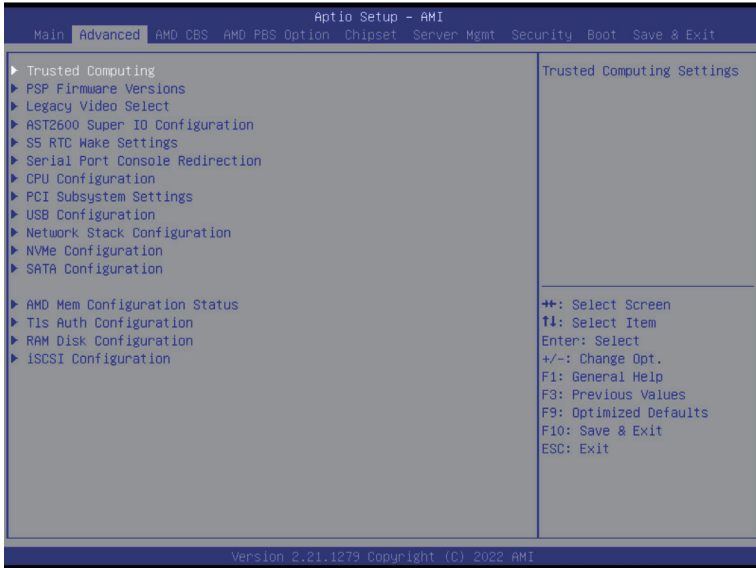 Aptio Setup – AMI
Main Advanced AMD CBS AMD PBS Option Chipset Server Mgmt Security Boot Save & Exit
▶ Trusted Computing
▶ PSP Firmware Versions
▶ Legacy Video Select
▶ AST2600 Super IO Configuration
▶ S5 RTC Wake Settings
▶ Serial Port Console Redirection
▶ CPU Configuration
▶ PCI Subsystem Settings
▶ USB Configuration
▶ Network Stack Configuration
▶ NVMe Configuration
▶ SATA Configuration
▶ AMD Mem Configuration Status
▶ Tls Auth Configuration
▶ RAM Disk Configuration
▶ iSCSI Configuration
Trusted Computing Settings
→←: Select Screen
↑↓: Select Item
Enter: Select
+/-: Change Opt.
F1: General Help
F3: Previous Values
F9: Optimized Defaults
F10: Save & Exit
ESC: Exit
Version 2.21.1279 Copyright (C) 2022 AMI